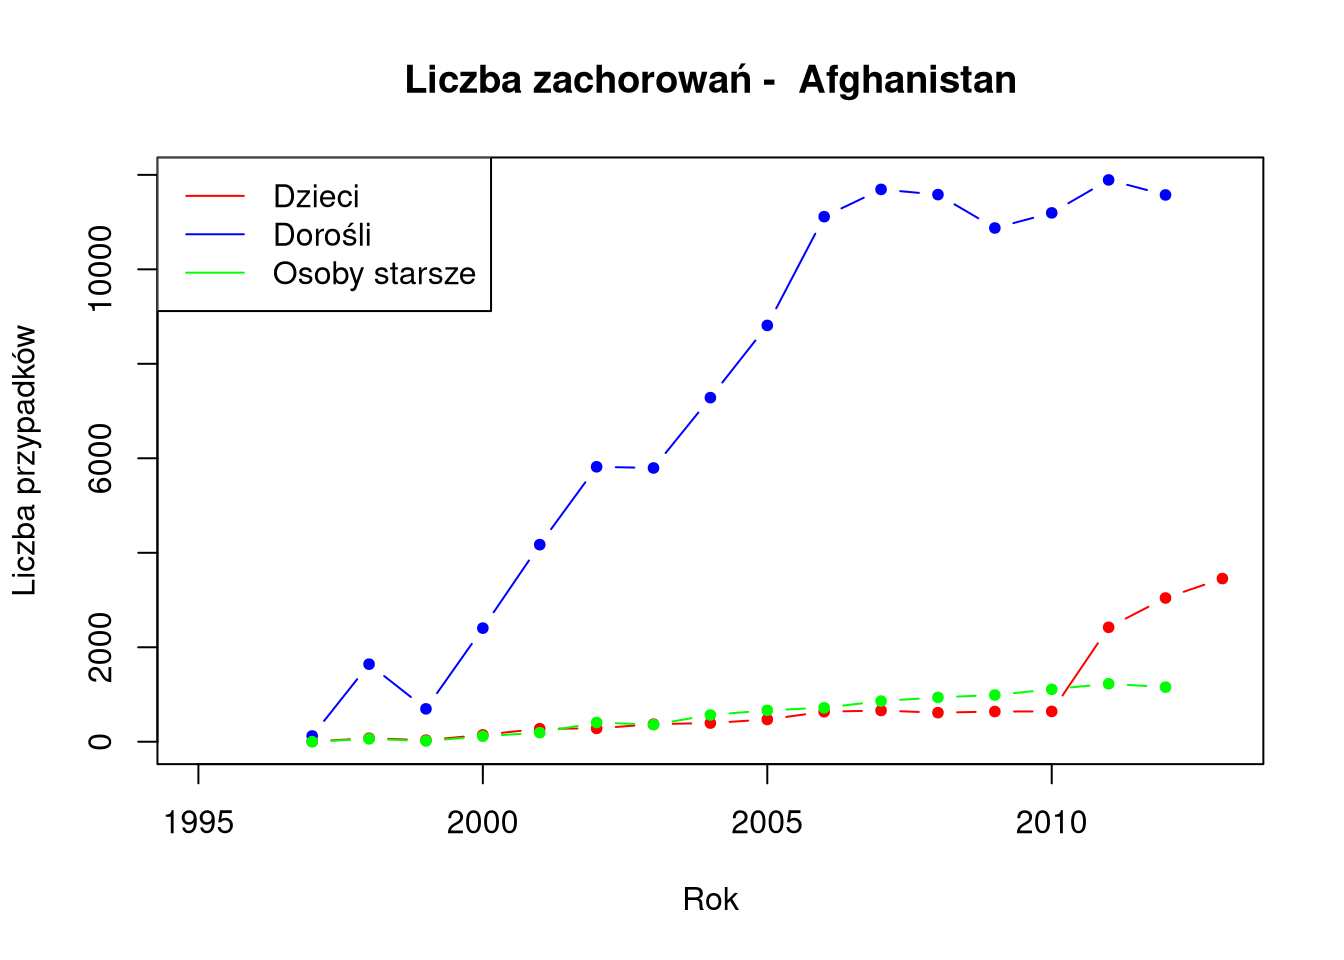 Liczba zachorowań - Afghanistan
Dzieci
Dorośli
Osoby starsze
Liczba przypadków
10000
6000
2000
0
1995 2000 2005 2010
Rok